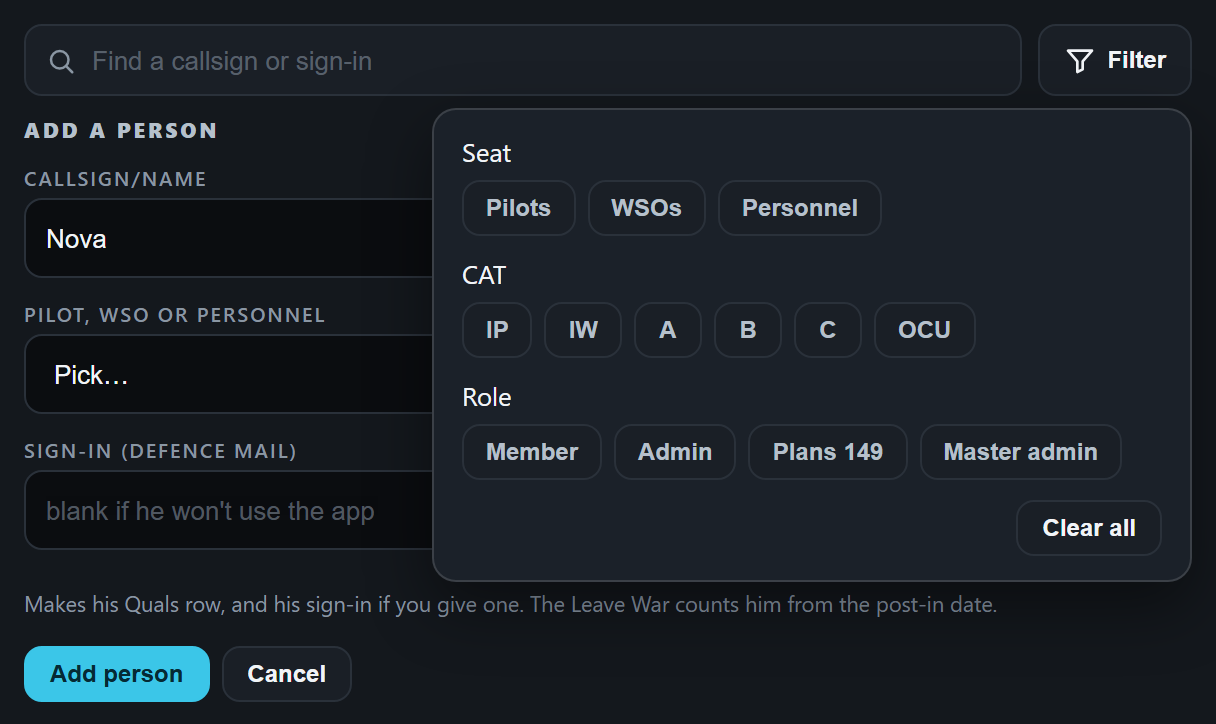 Find a callsign or sign-in
Filter
ADD A PERSON
CALLSIGN/NAME
Nova
PILOT, WSO OR PERSONNEL
Pick…
SIGN-IN (DEFENCE MAIL)
blank if he won't use the app
Seat
Pilots WSOs Personnel
CAT
IP IW A B C OCU
Role
Member Admin Plans 149 Master admin
Clear all
Makes his Quals row, and his sign-in if you give one. The Leave War counts him from the post-in date.
Add person Cancel